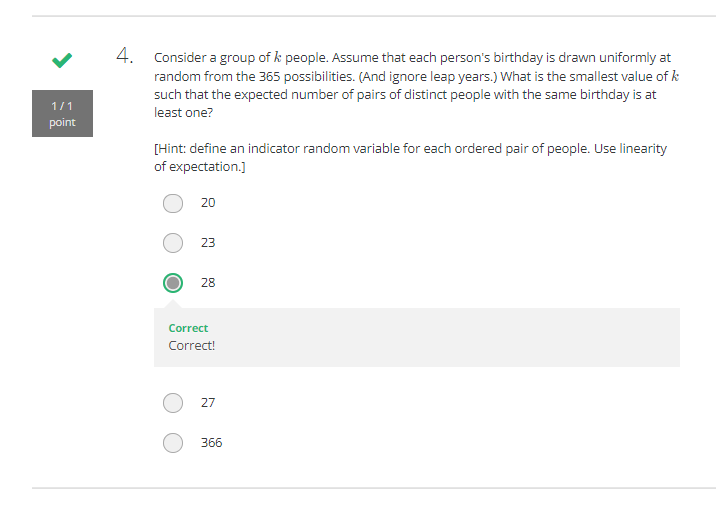 4.
Consider a group of k people. Assume that each person's birthday is drawn uniformly at
1 / 1
point
random from the 365 possibilities. (And ignore leap years.) What is the smallest value of k
such that the expected number of pairs of distinct people with the same birthday is at
least one?
[Hint: define an indicator random variable for each ordered pair of people. Use linearity
of expectation.]
20
23
28
Correct
Correct!
27
366